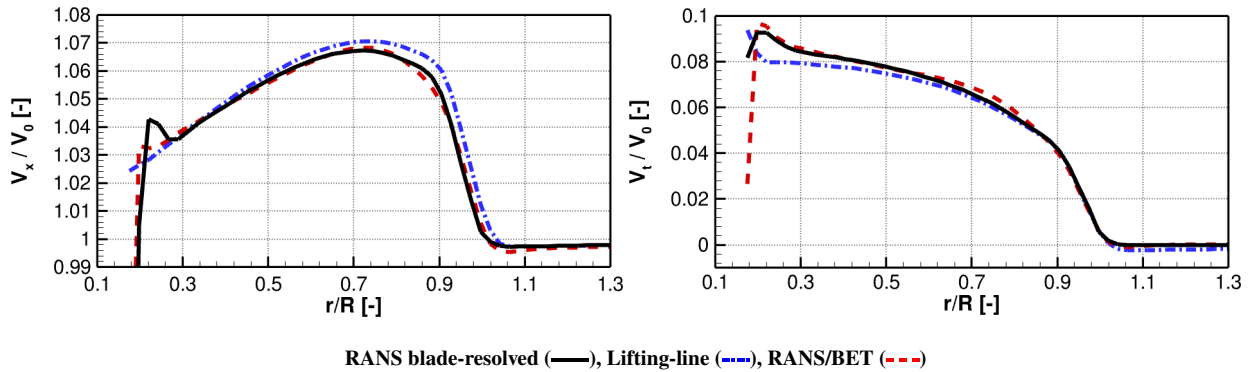 1.08
1.07
1.06
1.05
1.04
1.03
1.02
1.01
1
0.99
V_x / V_0 [-]
0.1 0.3 0.5 0.7 0.9 1.1 1.3
r/R [-]
0.1
0.08
0.06
0.04
0.02
0
V_t / V_0 [-]
0.1 0.3 0.5 0.7 0.9 1.1 1.3
r/R [-]
RANS blade-resolved (), Lifting-line (), RANS/BET ()